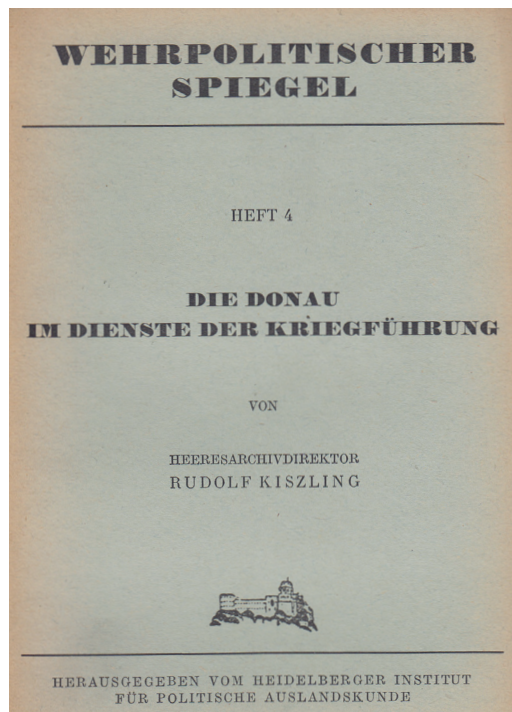 WEHRPOLITISCHER
SPIEGEL
HEFT 4
DIE DONAU
IM DIENSTE DER KRIEGFÜHRUNG
VON
HEERESARCHIVDIREKTOR
RUDOLF KISZLING
HERAUSGEGEBEN VOM HEIDELBERGER INSTITUT
FÜR POLITISCHE AUSLANDSKUNDE